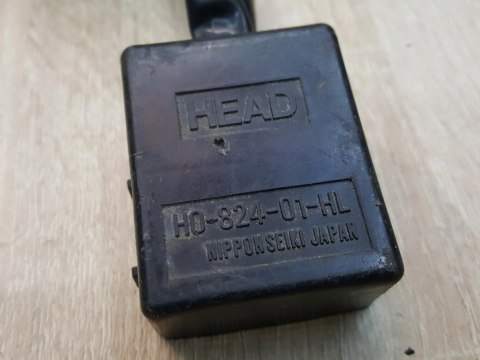 HEAD
HO-824-01-HL
NIPPONSEIKI JAPAN